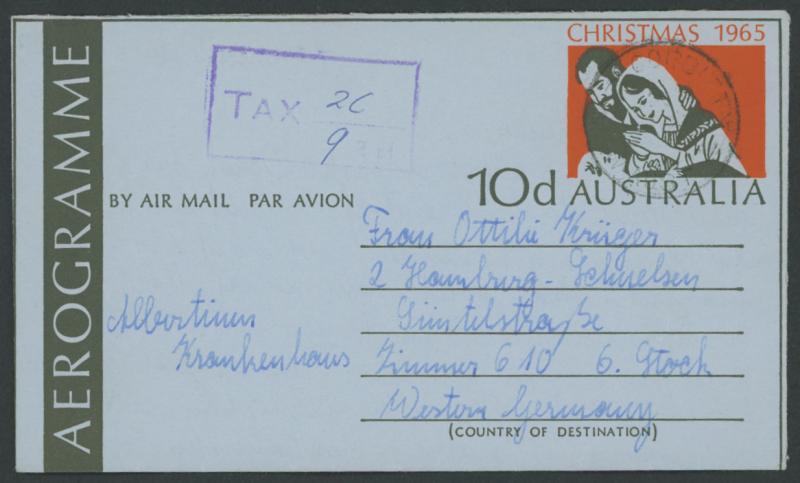 CHRISTMAS 1965
AEROGRAMME
TAX 2C
9
10d AUSTRALIA
BY AIR MAIL PAR AVION
Frau Ottilie Krüger
2 Hamburg - Schnelsen
Süntelstraße
Albertinen
Krankenhaus
Zimmer 610 6. Stock
Western Germany
(COUNTRY OF DESTINATION)